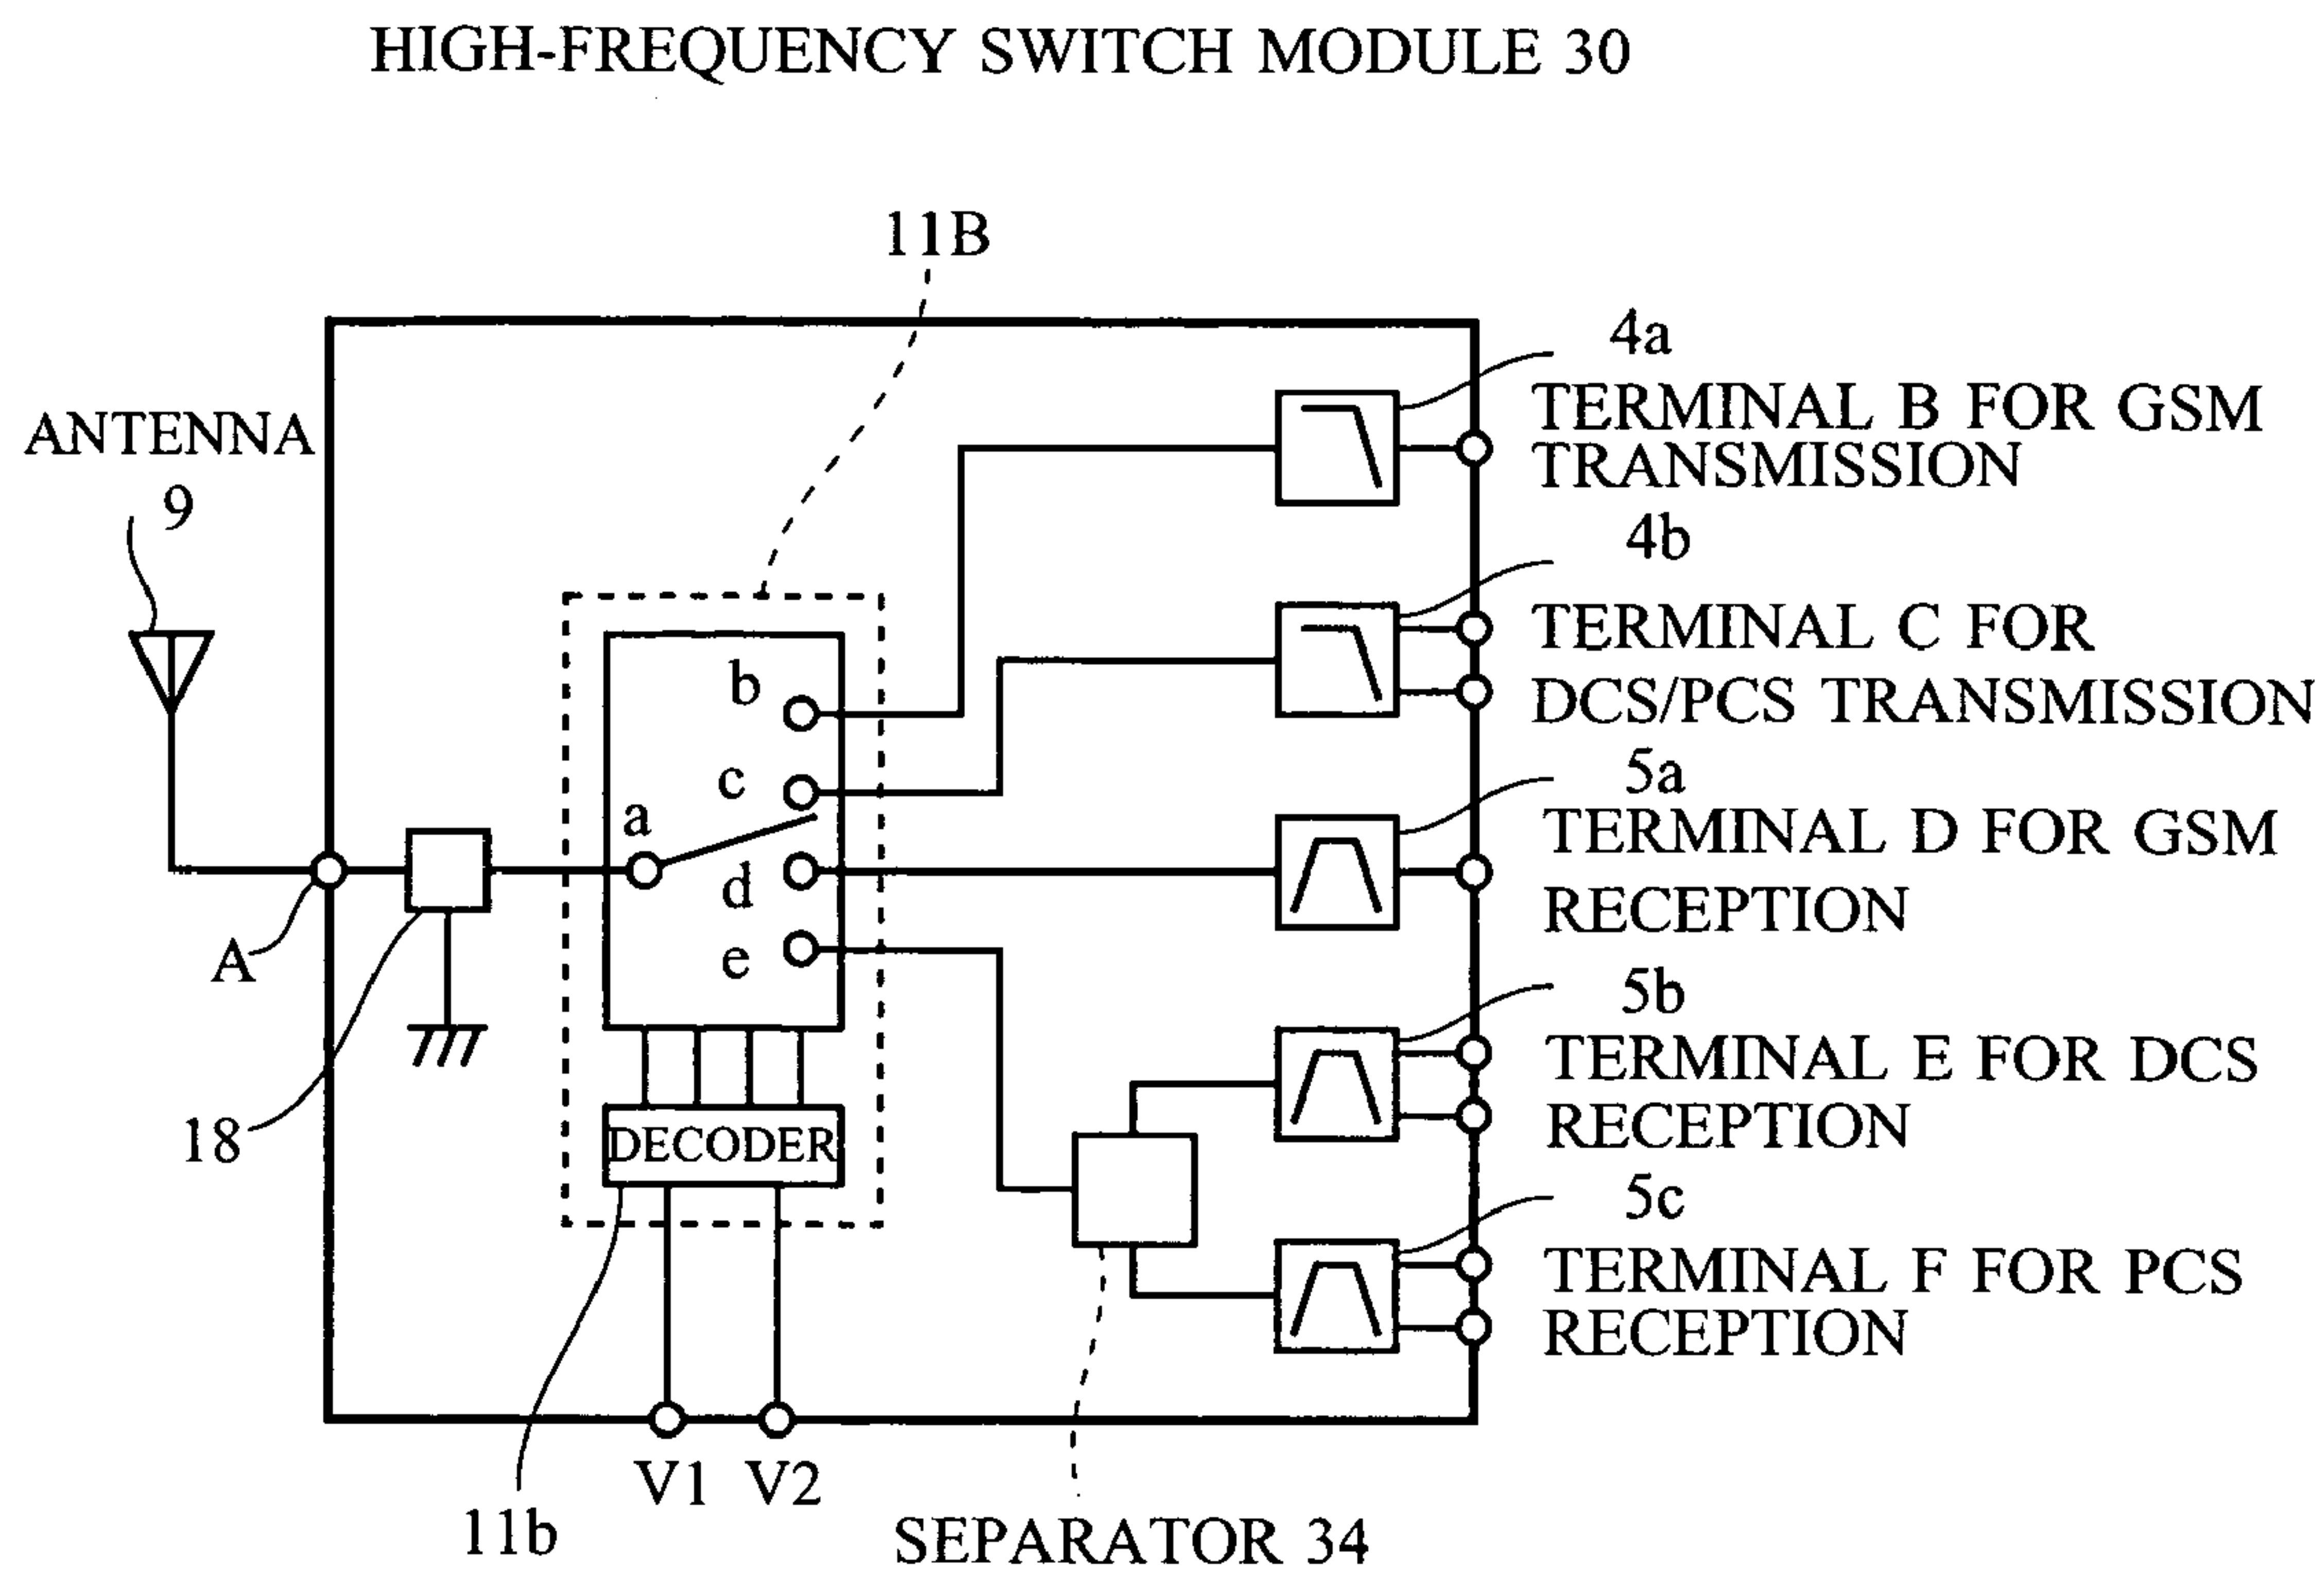 HIGH-FREQUENCY SWITCH MODULE 30
11B
4a
TERMINAL B FOR GSM
TRANSMISSION
ANTENNA
9
4b
TERMINAL C FOR
DCS/PCS TRANSMISSION
b
c
a
d
e
5a
TERMINAL D FOR GSM
RECEPTION
A
5b
TERMINAL E FOR DCS
RECEPTION
18
DECODER
5c
TERMINAL F FOR PCS
RECEPTION
V1 V2
11b
SEPARATOR 34